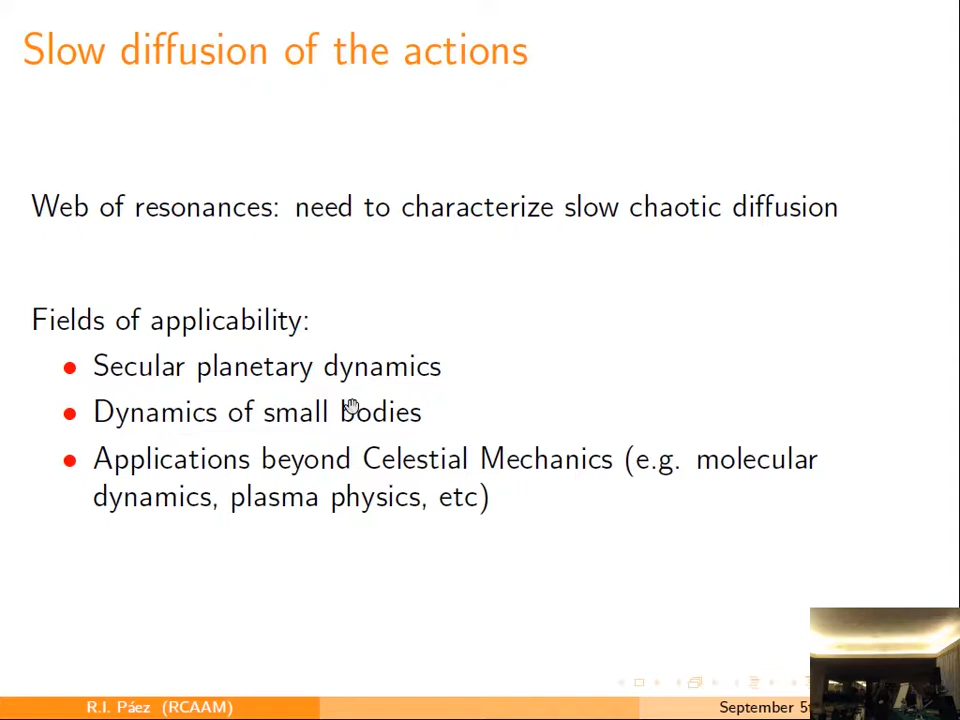 Slow diffusion of the actions
Web of resonances: need to characterize slow chaotic diffusion
Fields of applicability:
Secular planetary dynamics
Dynamics of small bodies
Applications beyond Celestial Mechanics (e.g. molecular
dynamics, plasma physics, etc)
R.I. Páez (RCAAM)
September